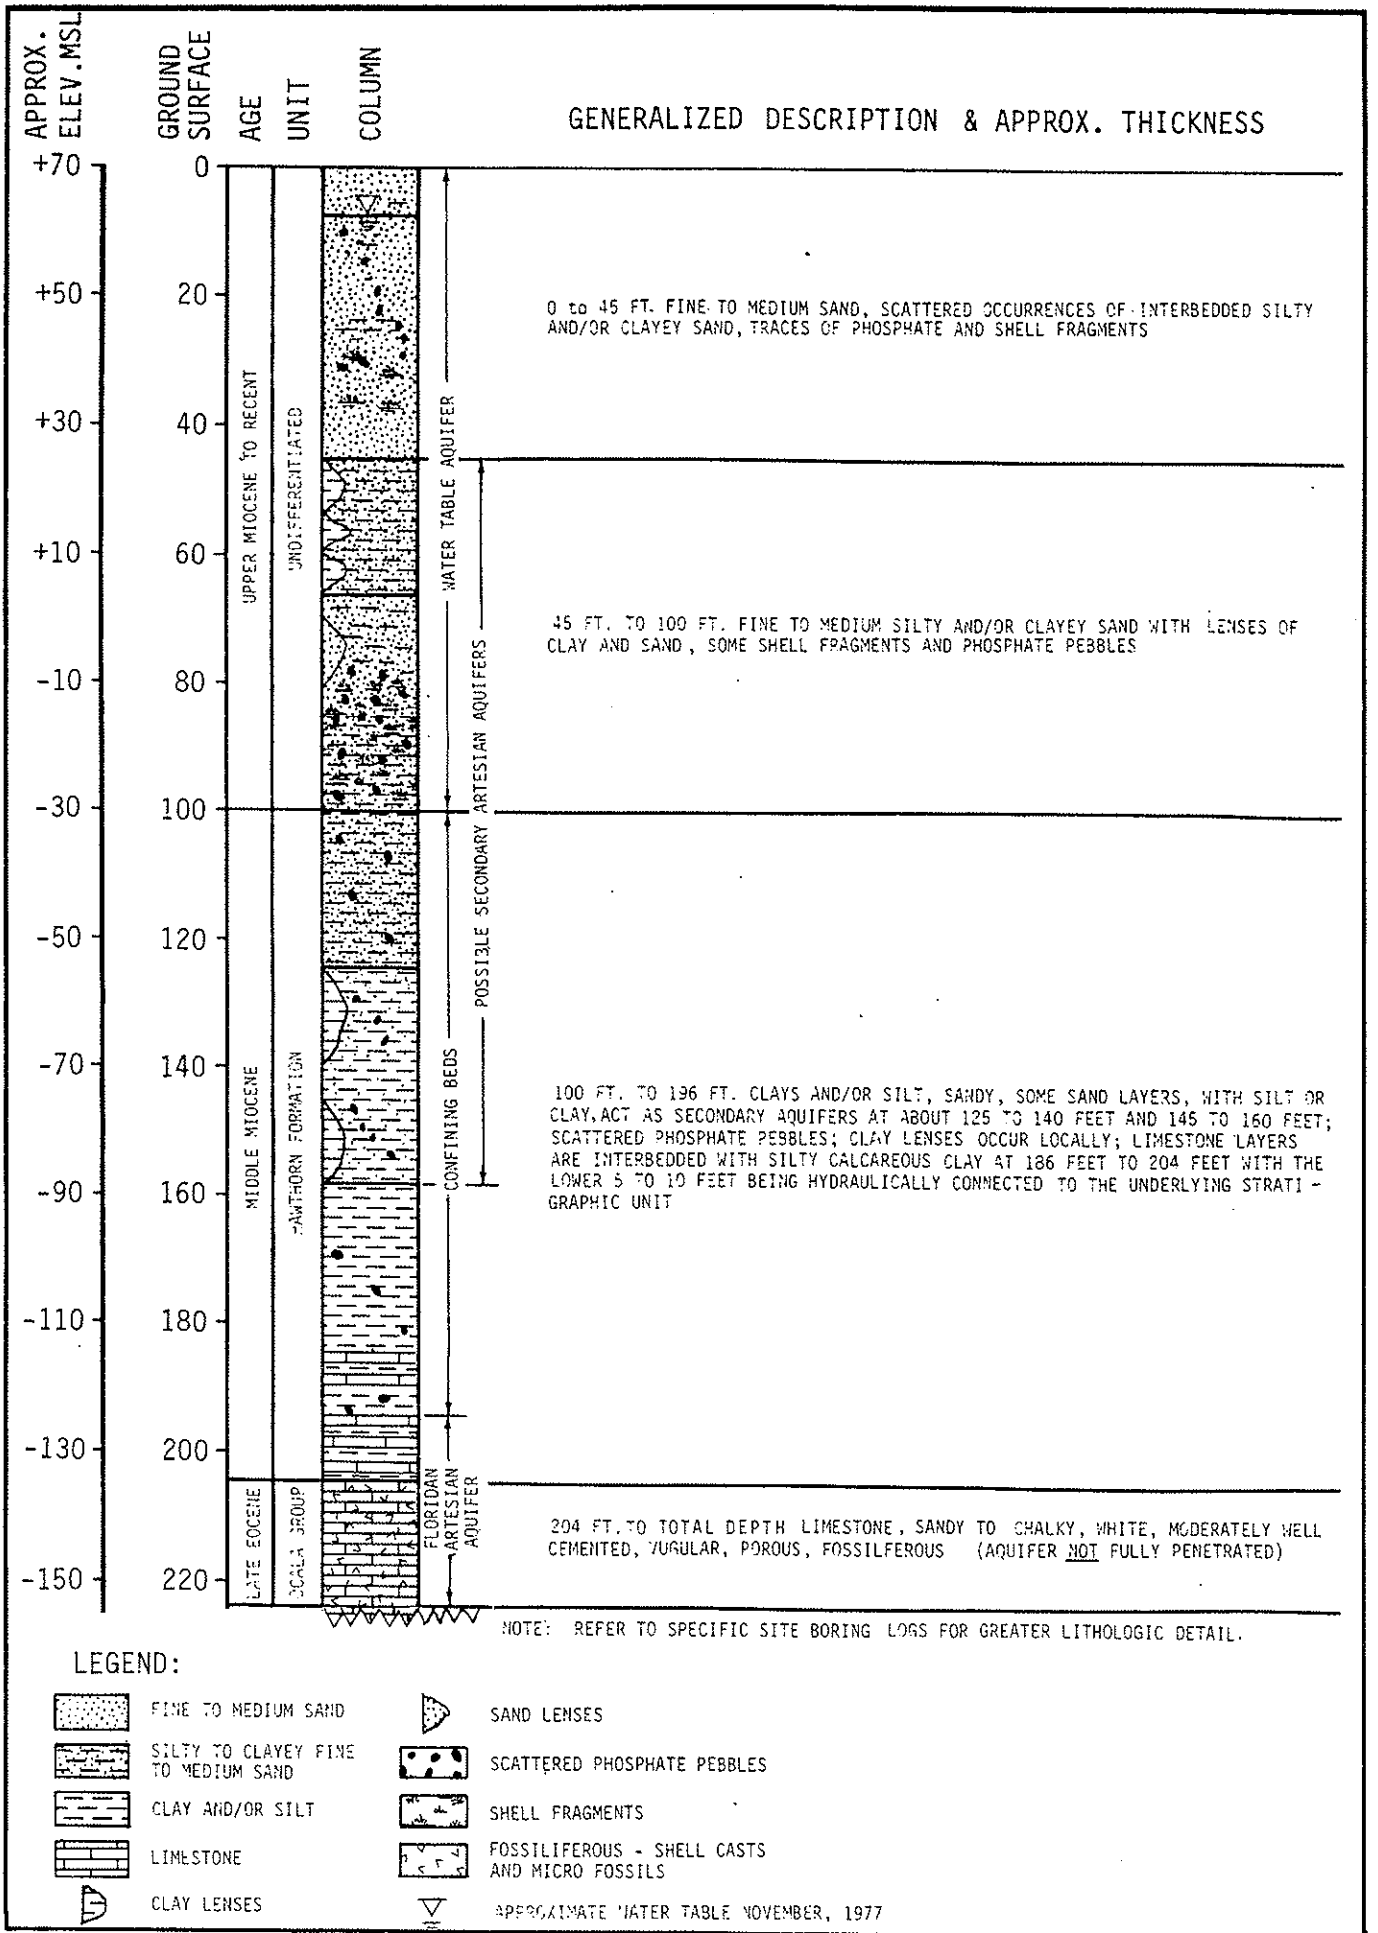 APPROX.
ELEV.MSL
GROUND
SURFACE
AGE
UNIT
COLUMN
GENERALIZED DESCRIPTION & APPROX. THICKNESS
+70
0
+50
20
+30
40
+10
60
-10
80
-30
100
-50
120
-70
140
-90
160
-110
180
-130
200
-150
220
UPPER MIOCENE TO RECENT
UNDIFFERENTIATED
MIDDLE MIOCENE
HAWTHORN FORMATION
LATE EOCENE
OCALA GROUP
WATER TABLE AQUIFER
POSSIBLE SECONDARY ARTESIAN AQUIFERS
CONFINING BEDS
FLORIDAN
ARTESIAN
AQUIFER
0 to 45 FT. FINE TO MEDIUM SAND, SCATTERED OCCURRENCES OF INTERBEDDED SILTY
AND/OR CLAYEY SAND, TRACES OF PHOSPHATE AND SHELL FRAGMENTS
45 FT. TO 100 FT. FINE TO MEDIUM SILTY AND/OR CLAYEY SAND WITH LENSES OF
CLAY AND SAND, SOME SHELL FRAGMENTS AND PHOSPHATE PEBBLES
100 FT. TO 196 FT. CLAYS AND/OR SILT, SANDY, SOME SAND LAYERS, WITH SILT OR
CLAY, ACT AS SECONDARY AQUIFERS AT ABOUT 125 TO 140 FEET AND 145 TO 160 FEET;
SCATTERED PHOSPHATE PEBBLES; CLAY LENSES OCCUR LOCALLY; LIMESTONE LAYERS
ARE INTERBEDDED WITH SILTY CALCAREOUS CLAY AT 186 FEET TO 204 FEET WITH THE
LOWER 5 TO 10 FEET BEING HYDRAULICALLY CONNECTED TO THE UNDERLYING STRATI-
GRAPHIC UNIT
204 FT. TO TOTAL DEPTH LIMESTONE, SANDY TO CHALKY, WHITE, MODERATELY WELL
CEMENTED, VUGULAR, POROUS, FOSSILFEROUS (AQUIFER NOT FULLY PENETRATED)
NOTE: REFER TO SPECIFIC SITE BORING LOGS FOR GREATER LITHOLOGIC DETAIL.
LEGEND:
FINE TO MEDIUM SAND
SILTY TO CLAYEY FINE
TO MEDIUM SAND
CLAY AND/OR SILT
LIMESTONE
CLAY LENSES
SAND LENSES
SCATTERED PHOSPHATE PEBBLES
SHELL FRAGMENTS
FOSSILIFEROUS - SHELL CASTS
AND MICRO FOSSILS
APPROXIMATE WATER TABLE NOVEMBER, 1977